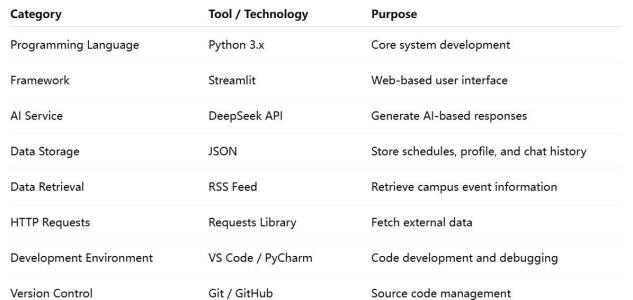 Category Tool / Technology Purpose
Programming Language Python 3.x Core system development
Framework Streamlit Web-based user interface
AI Service DeepSeek API Generate AI-based responses
Data Storage JSON Store schedules, profile, and chat history
Data Retrieval RSS Feed Retrieve campus event information
HTTP Requests Requests Library Fetch external data
Development Environment VS Code / PyCharm Code development and debugging
Version Control Git / GitHub Source code management